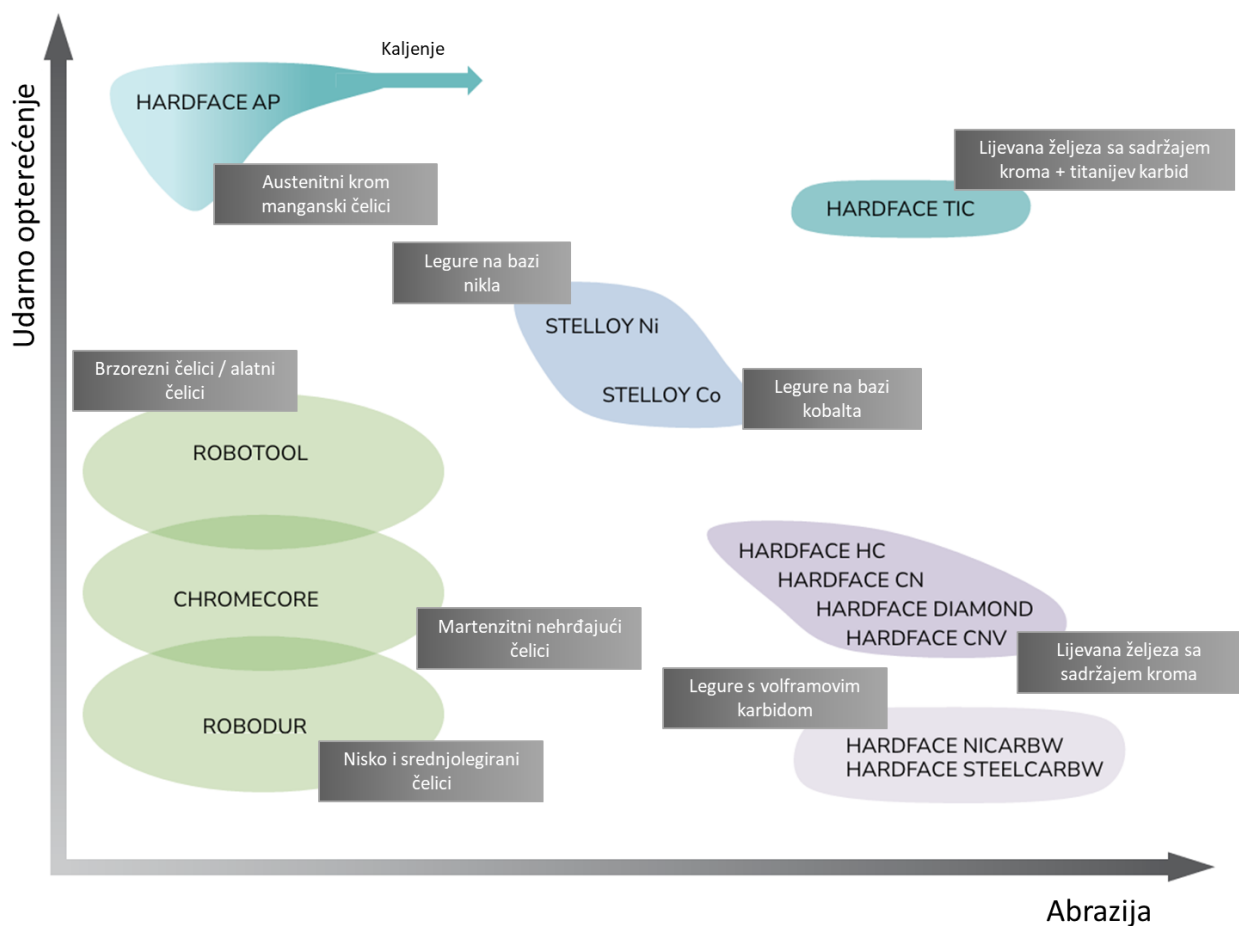 Kaljenje
Udarno opterećenje
HARDFACE AP
Austenitni krom
manganski čelici
Lijevana željeza sa sadržajem
kroma + titanijev karbid
HARDFACE TIC
Legure na bazi
nikla
STELLOY Ni
STELLOY Co
Legure na bazi
kobalta
Brzorezni čelici / alatni
čelici
ROBOTOOL
CHROMECORE
Martenzitni nehrđajući
čelici
ROBODUR
Nisko i srednjolegirani
čelici
HARDFACE HC
HARDFACE CN
HARDFACE DIAMOND
HARDFACE CNV
Lijevana željeza sa
sadržajem kroma
Legure s volframovim
karbidom
HARDFACE NICARBW
HARDFACE STEELCARBW
Abrazija